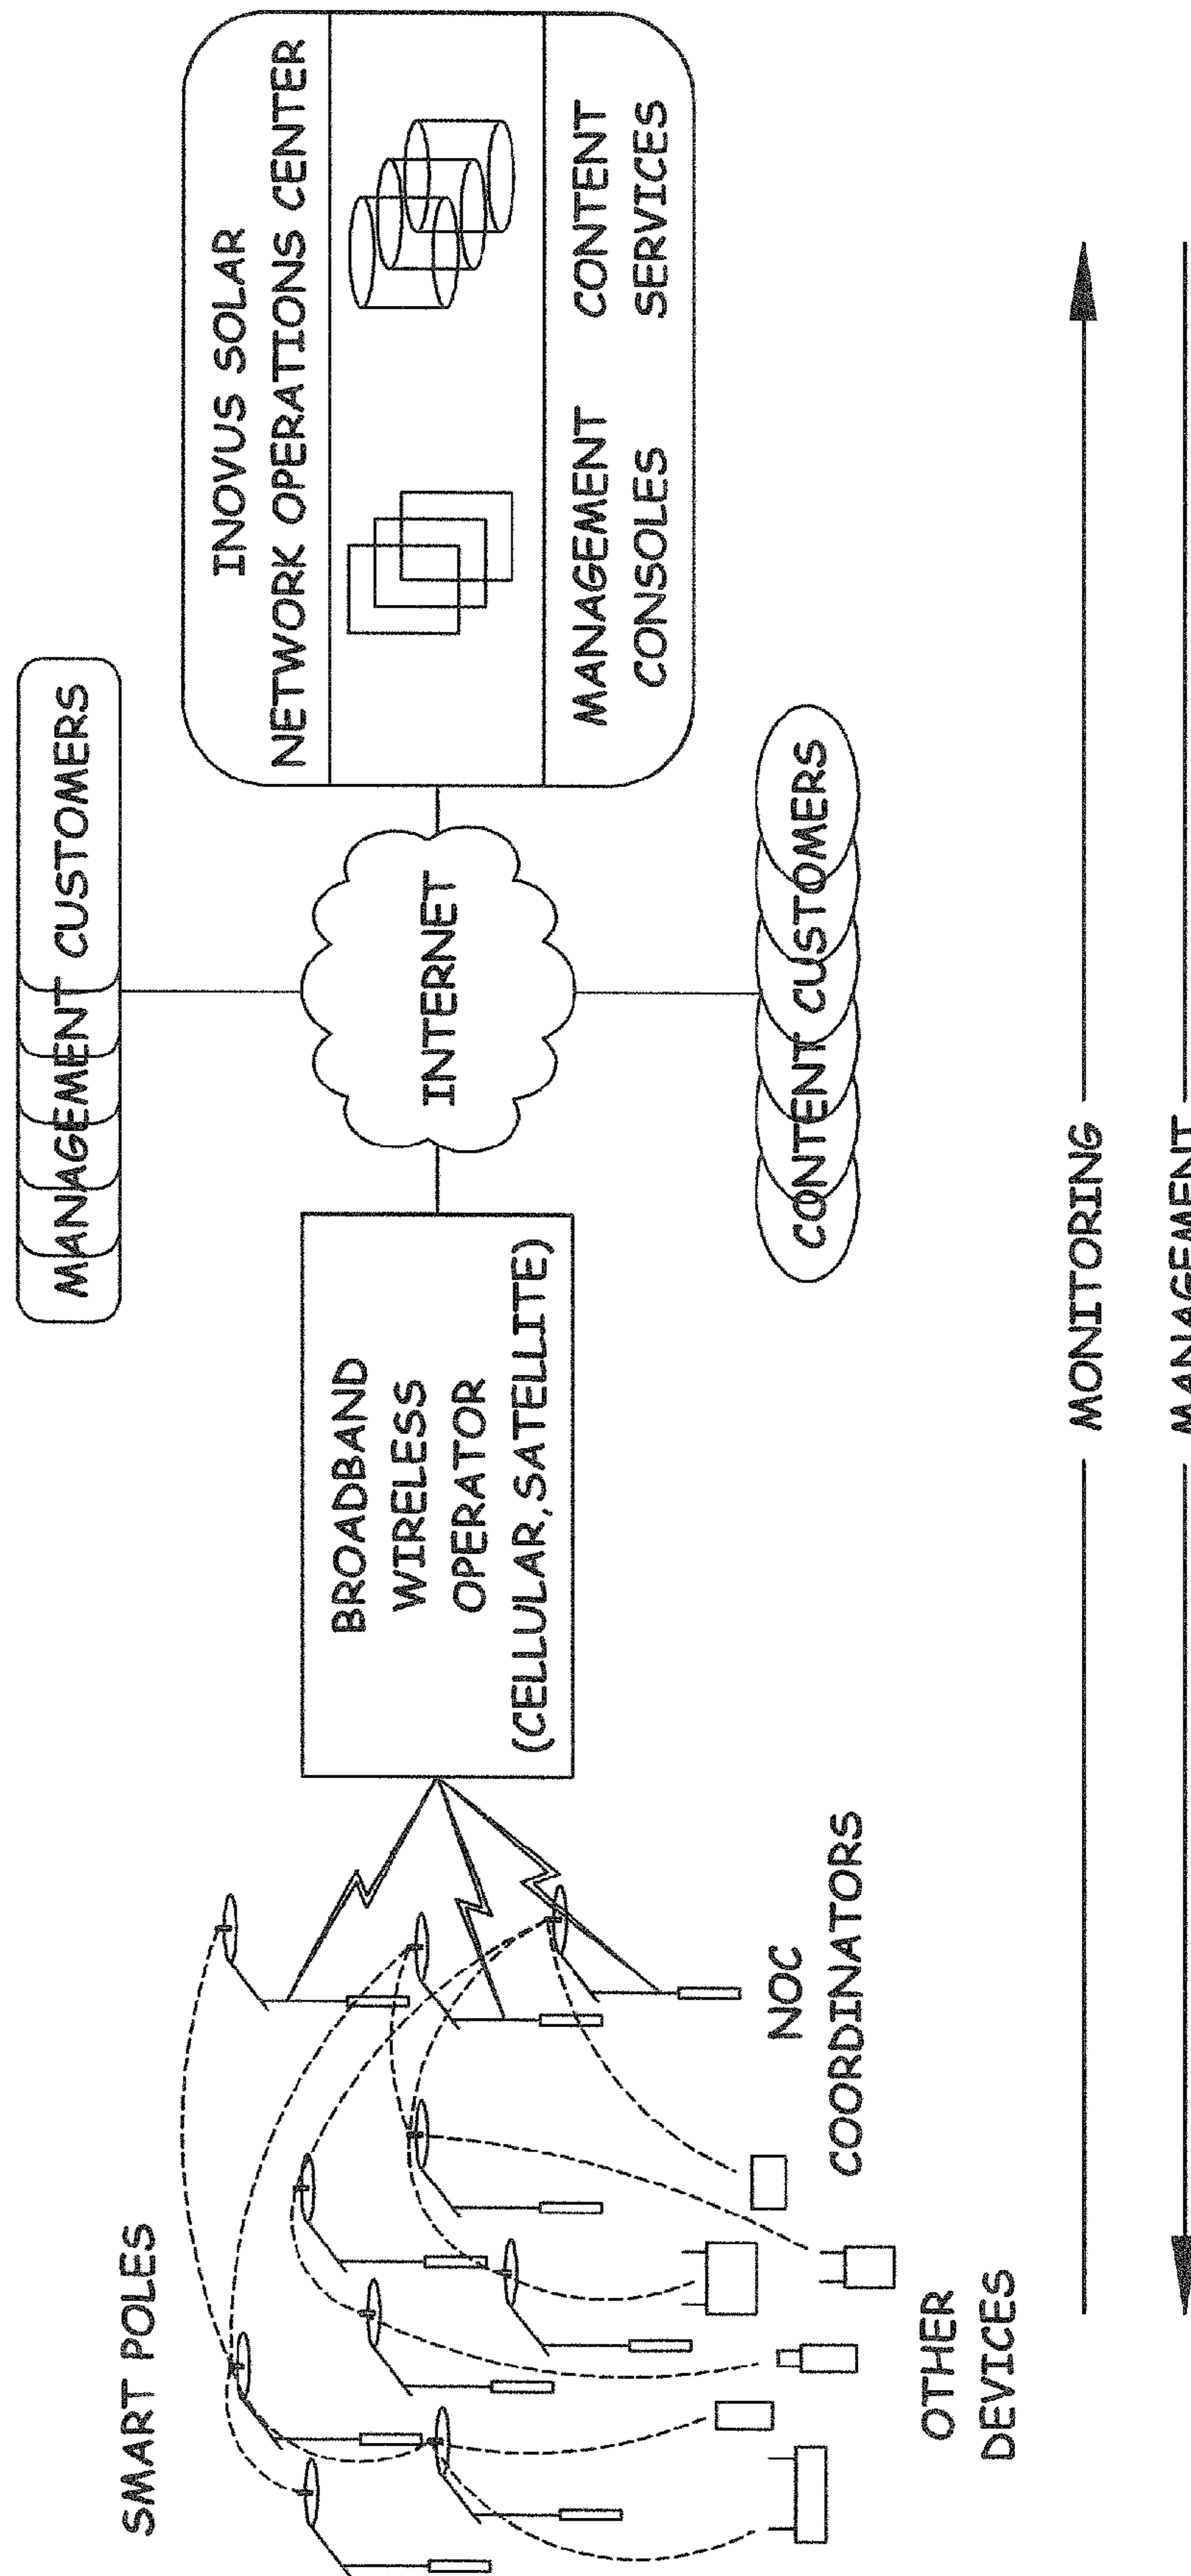 SMART POLES
OTHER
DEVICES
NOC
COORDINATORS
BROADBAND
WIRELESS
OPERATOR
(CELLULAR, SATELLITE)
MANAGEMENT CUSTOMERS
INTERNET
CONTENT CUSTOMERS
INOVUS SOLAR
NETWORK OPERATIONS CENTER
MANAGEMENT
CONSOLES
CONTENT
SERVICES
MONITORING
MANAGEMENT